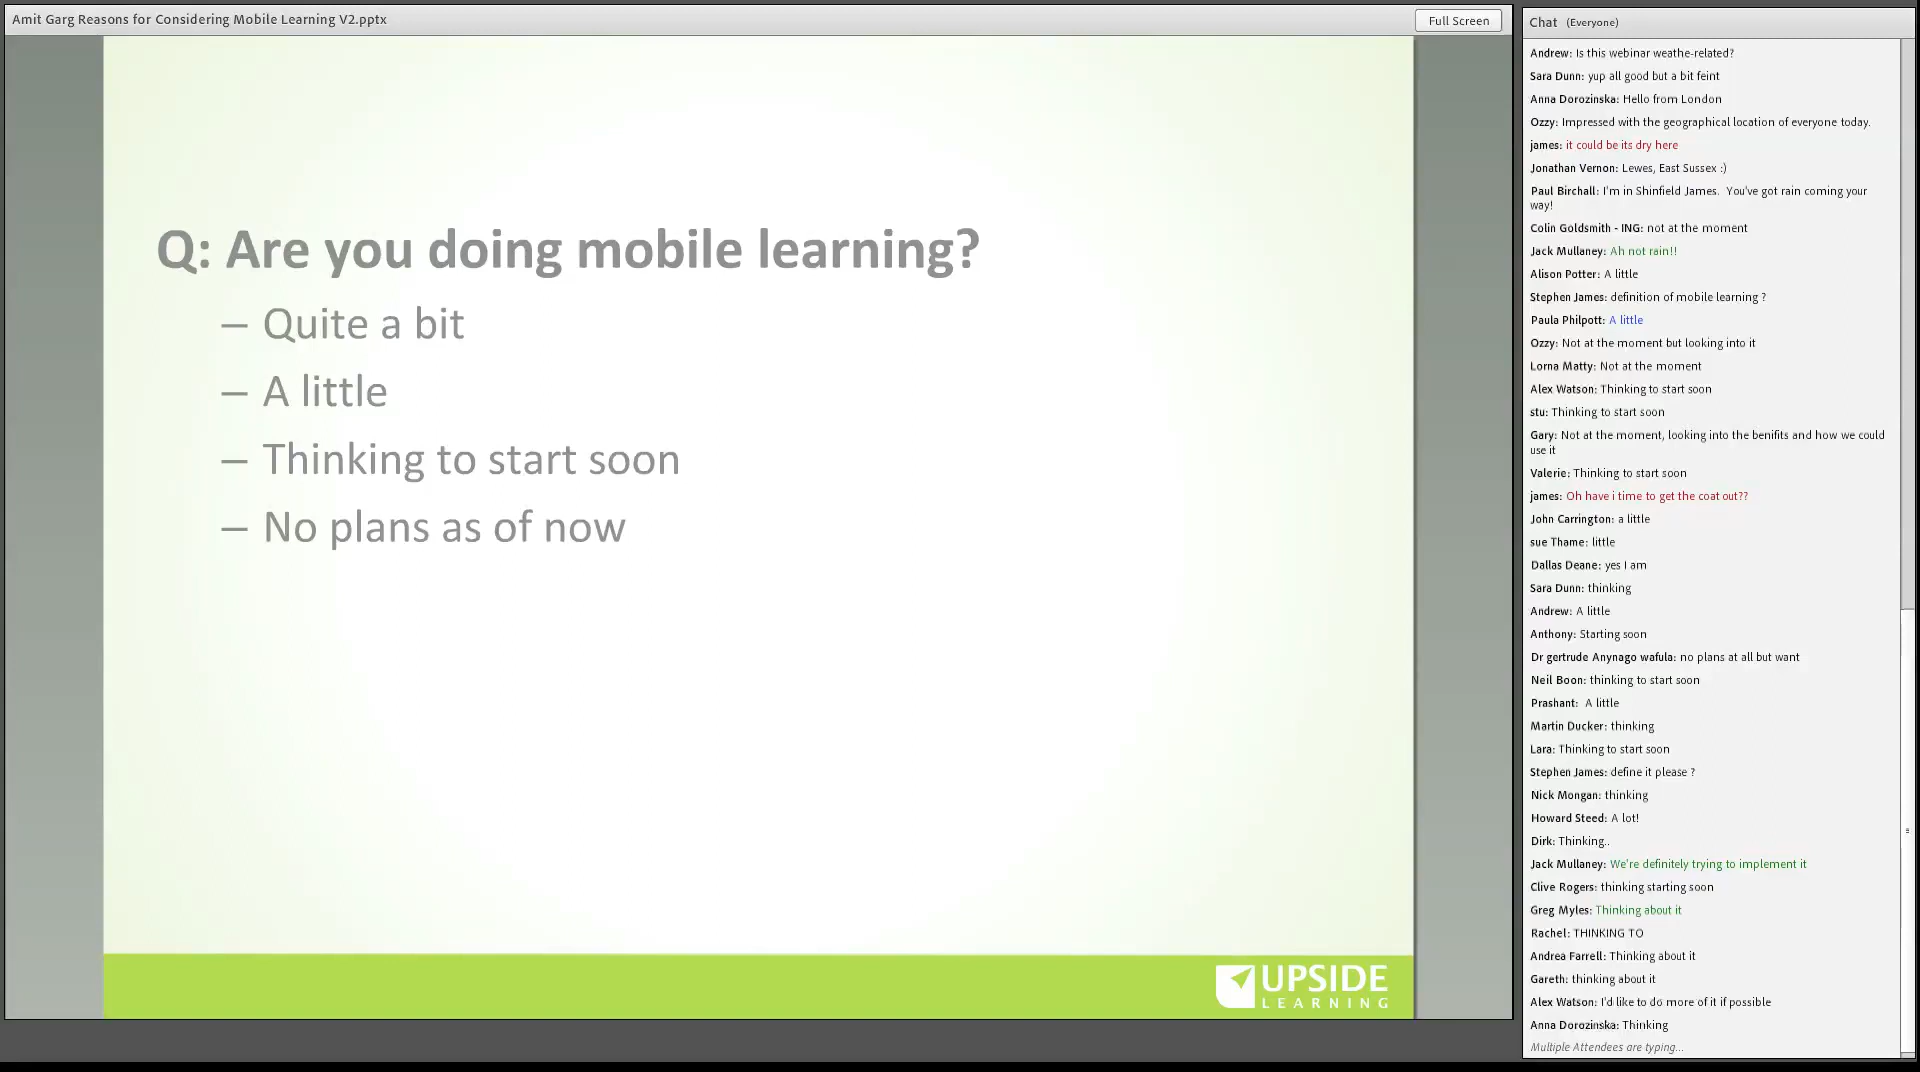 Amit Garg Reasons for Considering Mobile Learning V2.pptx
Full Screen
Q: Are you doing mobile learning?
– Quite a bit
– A little
– Thinking to start soon
– No plans as of now
UPSIDE
LEARNING
Chat (Everyone)
Andrew: Is this webinar weathe-related?
Sara Dunn: yup all good but a bit feint
Anna Dorozinska: Hello from London
Ozzy: Impressed with the geographical location of everyone today.
james: it could be its dry here
Jonathan Vernon: Lewes, East Sussex :)
Paul Birchall: I'm in Shinfield James. You've got rain coming your
way!
Colin Goldsmith - ING: not at the moment
Jack Mullaney: Ah not rain!!
Alison Potter: A little
Stephen James: definition of mobile learning ?
Paula Philpott: A little
Ozzy: Not at the moment but looking into it
Lorna Matty: Not at the moment
Alex Watson: Thinking to start soon
stu: Thinking to start soon
Gary: Not at the moment, looking into the benifits and how we could
use it
Valerie: Thinking to start soon
james: Oh have i time to get the coat out??
John Carrington: a little
sue Thame: little
Dallas Deane: yes I am
Sara Dunn: thinking
Andrew: A little
Anthony: Starting soon
Dr gertrude Anynago wafula: no plans at all but want
Neil Boon: thinking to start soon
Prashant: A little
Martin Ducker: thinking
Lara: Thinking to start soon
Stephen James: define it please ?
Nick Mongan: thinking
Howard Steed: A lot!
Dirk: Thinking..
Jack Mullaney: We're definitely trying to implement it
Clive Rogers: thinking starting soon
Greg Myles: Thinking about it
Rachel: THINKING TO
Andrea Farrell: Thinking about it
Gareth: thinking about it
Alex Watson: I'd like to do more of it if possible
Anna Dorozinska: Thinking
Multiple Attendees are typing...